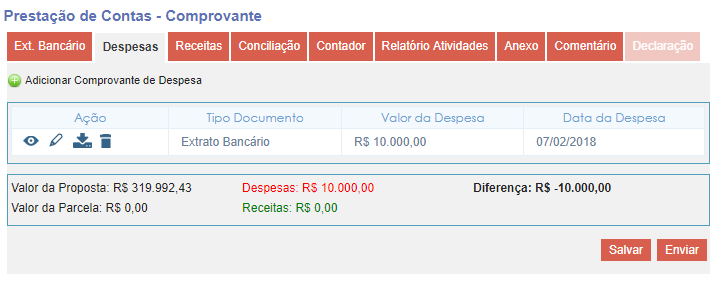 Prestação de Contas - Comprovante
Ext. Bancário Despesas Receitas Conciliação Contador Relatório Atividades Anexo Comentário Declaração
Adicionar Comprovante de Despesa
Ação Tipo Documento Valor da Despesa Data da Despesa
Extrato Bancário R$ 10.000,00 07/02/2018
Valor da Proposta: R$ 319.992,43 Despesas: R$ 10.000,00 Diferença: R$ -10.000,00
Valor da Parcela: R$ 0,00 Receitas: R$ 0,00
Salvar Enviar